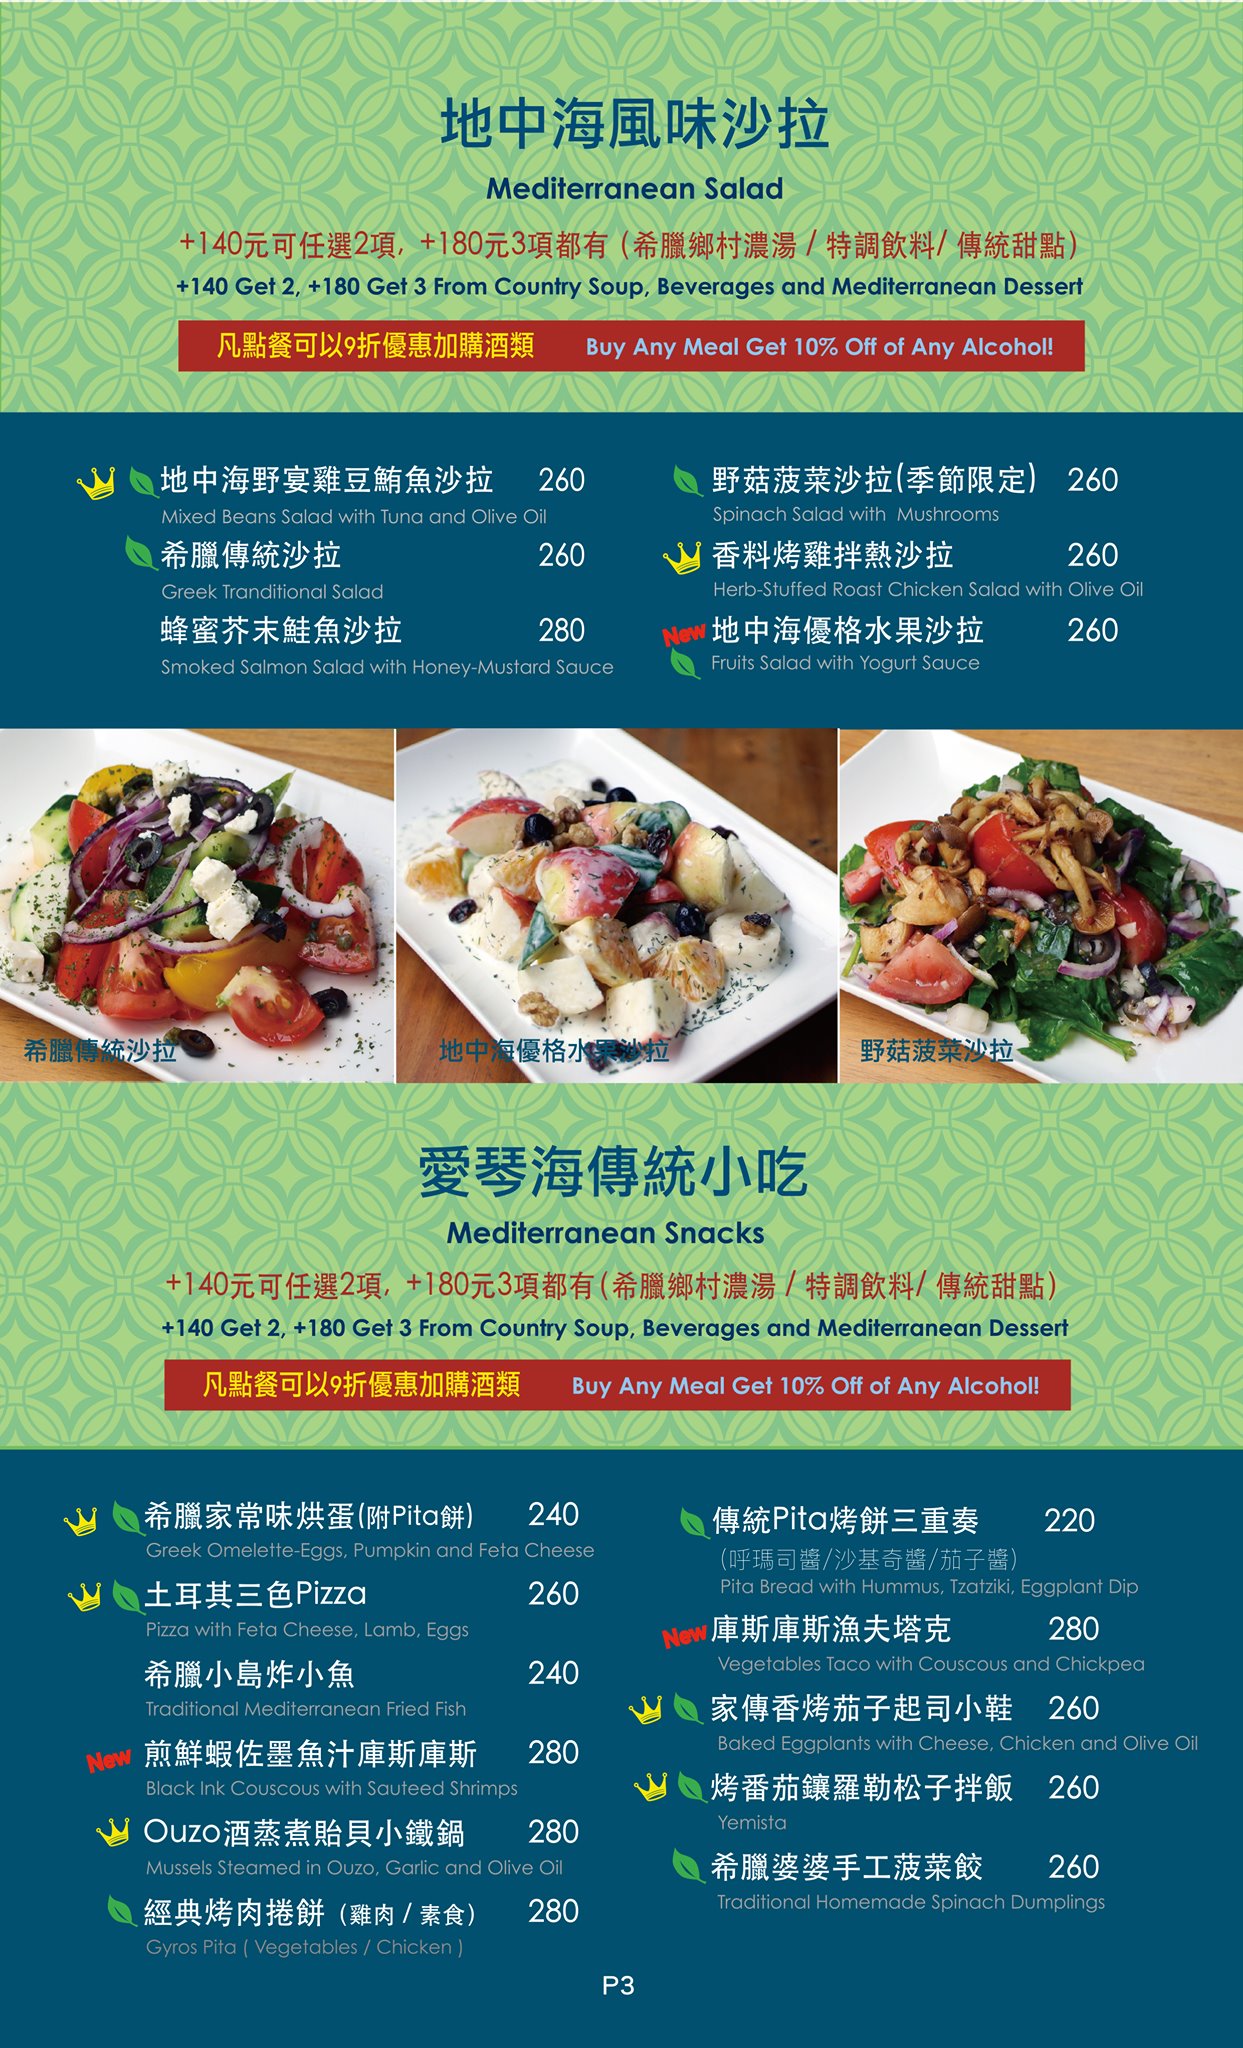 地中海風味沙拉
Mediterranean Salad
+140元可任選2項, +180元3項都有 (希臘鄉村濃湯 / 特調飲料/ 傳統甜點)
+140 Get 2, +180 Get 3 From Country Soup, Beverages and Mediterranean Dessert
凡點餐可以9折優惠加購酒類 Buy Any Meal Get 10% Off of Any Alcohol!
地中海野宴雞豆鮪魚沙拉 260
Mixed Beans Salad with Tuna and Olive Oil
希臘傳統沙拉 260
Greek Tranditional Salad
蜂蜜芥末鮭魚沙拉 280
Smoked Salmon Salad with Honey-Mustard Sauce
野菇菠菜沙拉(季節限定) 260
Spinach Salad with Mushrooms
香料烤雞拌熱沙拉 260
Herb-Stuffed Roast Chicken Salad with Olive Oil
New 地中海優格水果沙拉 260
Fruits Salad with Yogurt Sauce
希臘傳統沙拉
地中海優格水果沙拉
野菇菠菜沙拉
愛琴海傳統小吃
Mediterranean Snacks
+140元可任選2項, +180元3項都有(希臘鄉村濃湯 / 特調飲料/ 傳統甜點)
+140 Get 2, +180 Get 3 From Country Soup, Beverages and Mediterranean Dessert
凡點餐可以9折優惠加購酒類 Buy Any Meal Get 10% Off of Any Alcohol!
希臘家常味烘蛋(附Pita餅) 240
Greek Omelette-Eggs, Pumpkin and Feta Cheese
土耳其三色Pizza 260
Pizza with Feta Cheese, Lamb, Eggs
希臘小島炸小魚 240
Traditional Mediterranean Fried Fish
New 煎鮮蝦佐墨魚汁庫斯庫斯 280
Black Ink Couscous with Sauteed Shrimps
Ouzo酒蒸煮貽貝小鐵鍋 280
Mussels Steamed in Ouzo, Garlic and Olive Oil
經典烤肉捲餅 (雞肉 / 素食) 280
Gyros Pita ( Vegetables / Chicken )
傳統Pita烤餅三重奏 220
(呼瑪司醬/沙基奇醬/茄子醬)
Pita Bread with Hummus, Tzatziki, Eggplant Dip
New 庫斯庫斯漁夫塔克 280
Vegetables Taco with Couscous and Chickpea
家傳香烤茄子起司小鞋 260
Baked Eggplants with Cheese, Chicken and Olive Oil
烤番茄鑲羅勒松子拌飯 260
Yemista
希臘婆婆手工菠菜餃 260
Traditional Homemade Spinach Dumplings
P3